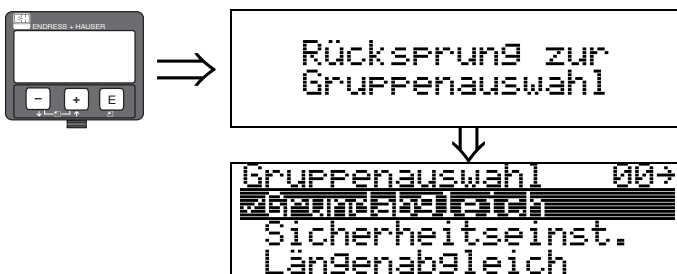 E+H
ENDRESS + HAUSER
- + E
Rücksprung zur
Gruppenauswahl
Gruppenauswahl 00→
✓Grundabgleich
Sicherheitseinst.
Längenabgleich